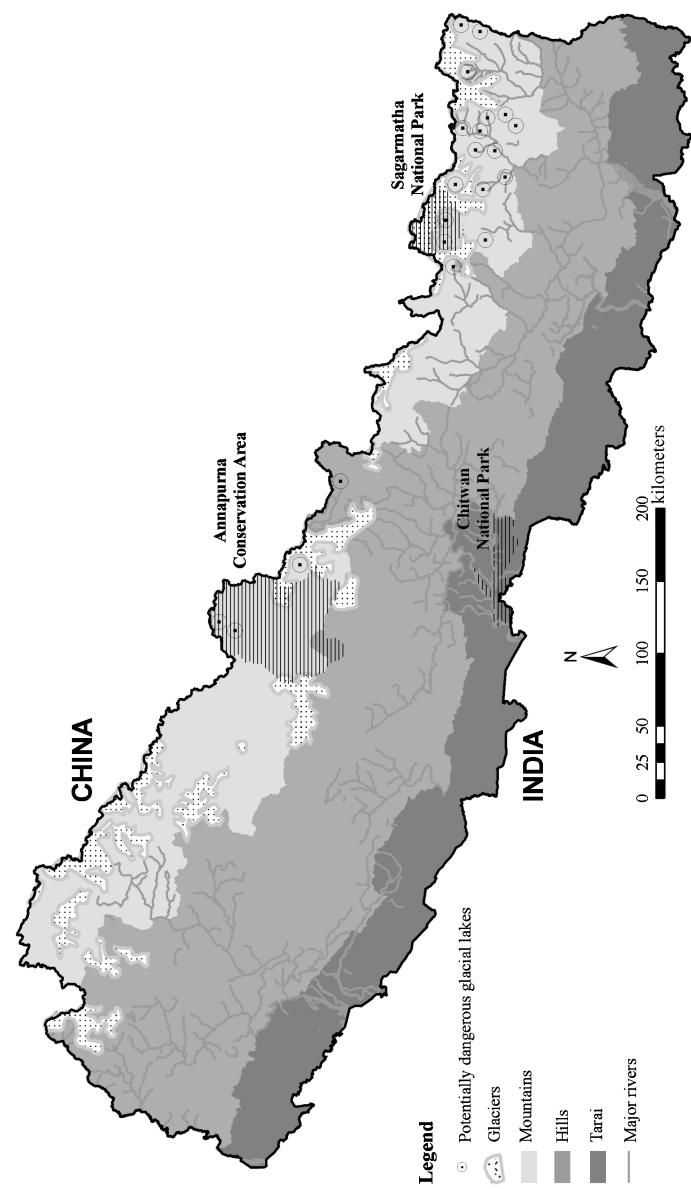 Sagarmatha
National Park
Annapurna
Conservation Area
CHINA
Chitwan
National Park
INDIA
N
0 25 50 100 150 200
kilometers
Legend
Potentially dangerous glacial lakes
Glaciers
Mountains
Hills
Tarai
Major rivers